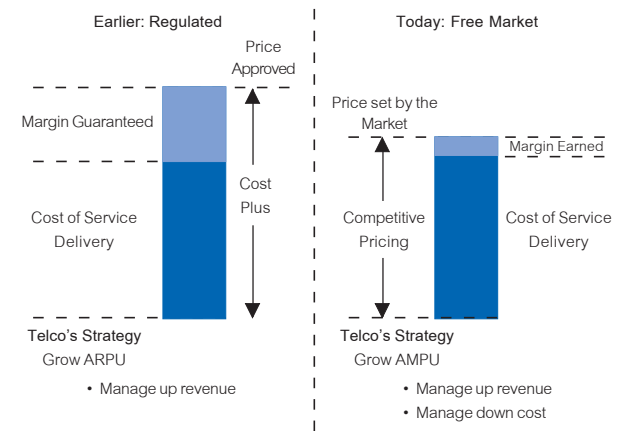 Earlier: Regulated
Price
Approved
Margin Guaranteed
Cost
Plus
Cost of Service
Delivery
Telco's Strategy
Grow ARPU
• Manage up revenue
Today: Free Market
Price set by the
Market
Margin Earned
Competitive
Pricing
Cost of Service
Delivery
Telco's Strategy
Grow AMPU
• Manage up revenue
• Manage down cost